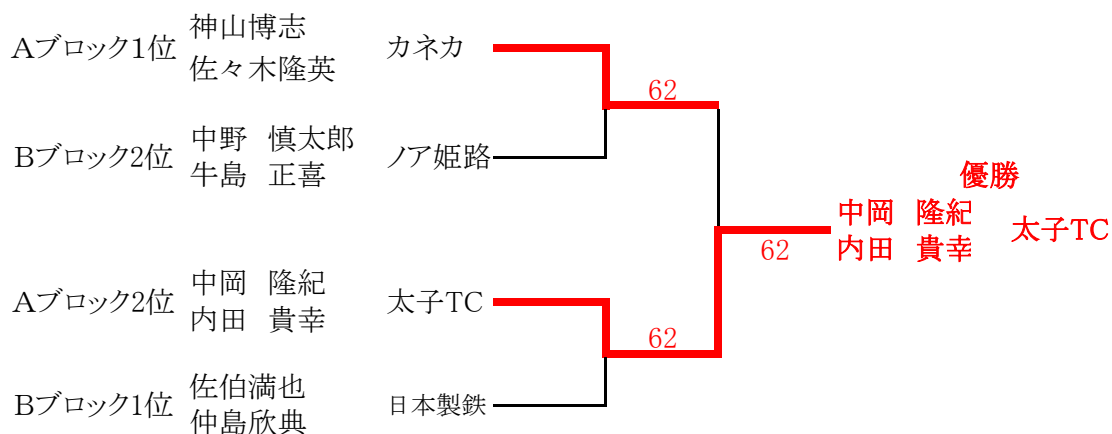 Aブロック1位 神山博志 カネカ
佐々木隆英
62
Bブロック2位 中野 慎太郎 ノア姫路
牛島 正喜
優勝
中岡 隆紀 太子TC
内田 貴幸
62
Aブロック2位 中岡 隆紀 太子TC
内田 貴幸
62
Bブロック1位 佐伯満也 日本製鉄
仲島欣典